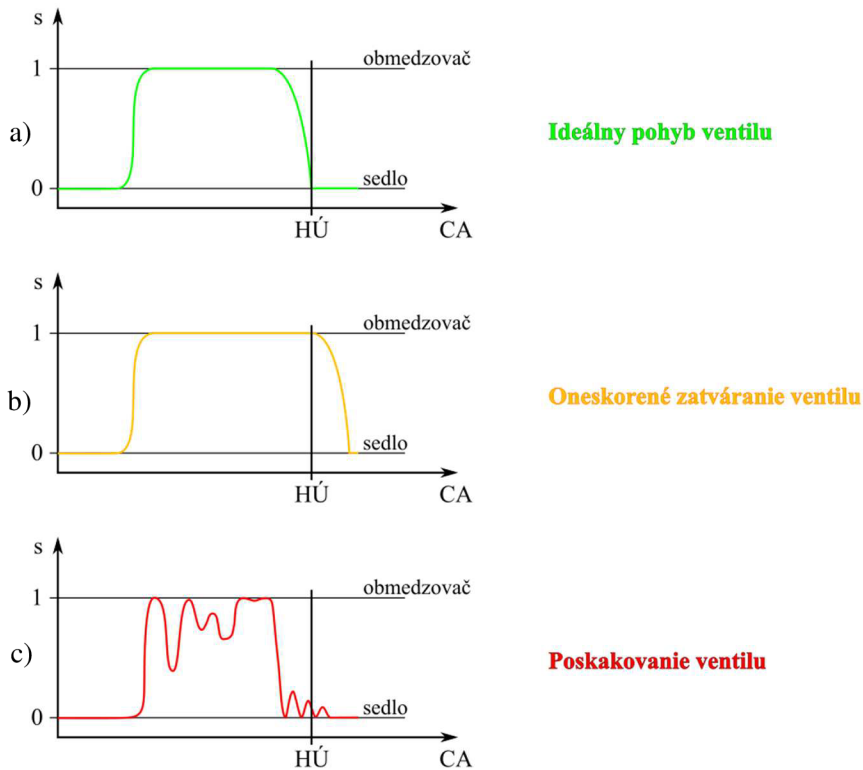 s
1
obmedzovač
a)
Ideálny pohyb ventilu
0
sedlo
HÚ
CA
s
1
obmedzovač
b)
Oneskorené zatváranie ventilu
0
sedlo
HÚ
CA
s
1
obmedzovač
c)
Poskakovanie ventilu
0
sedlo
HÚ
CA